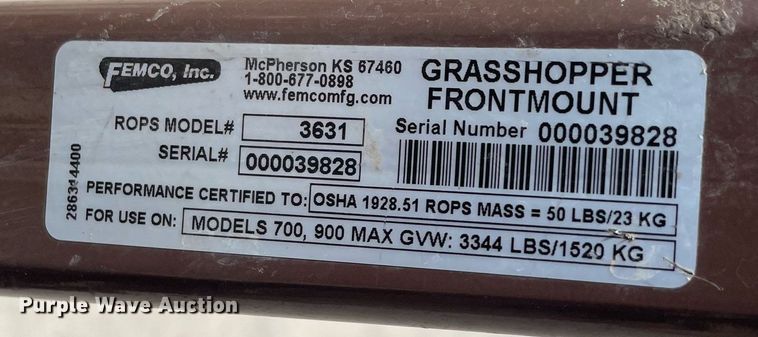 FEMCO, Inc.
McPherson KS 67460
1-800-677-0898
www.femcomfg.com
GRASSHOPPER
FRONTMOUNT
ROPS MODEL# 3631
SERIAL# 000039828
Serial Number 000039828
PERFORMANCE CERTIFIED TO: OSHA 1928.51 ROPS MASS = 50 LBS/23 KG
FOR USE ON: MODELS 700, 900 MAX GVW: 3344 LBS/1520 KG
286314400
Purple Wave Auction